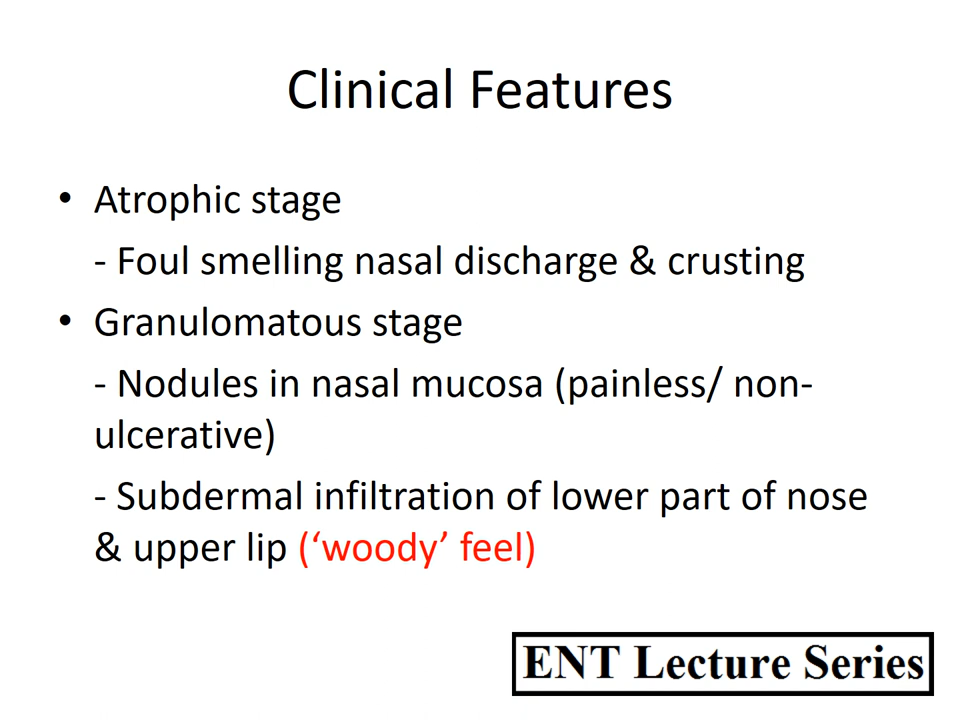 Clinical Features
• Atrophic stage
- Foul smelling nasal discharge & crusting
• Granulomatous stage
- Nodules in nasal mucosa (painless/ non-
ulcerative)
- Subdermal infiltration of lower part of nose
& upper lip (‘woody’ feel)
ENT Lecture Series